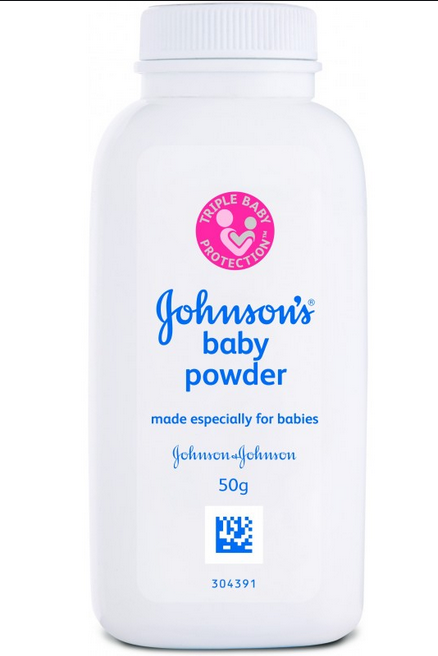 TRIPLE BABY
PROTECTION™
Johnson's®
baby
powder
made especially for babies
Johnson & Johnson
50g
304391